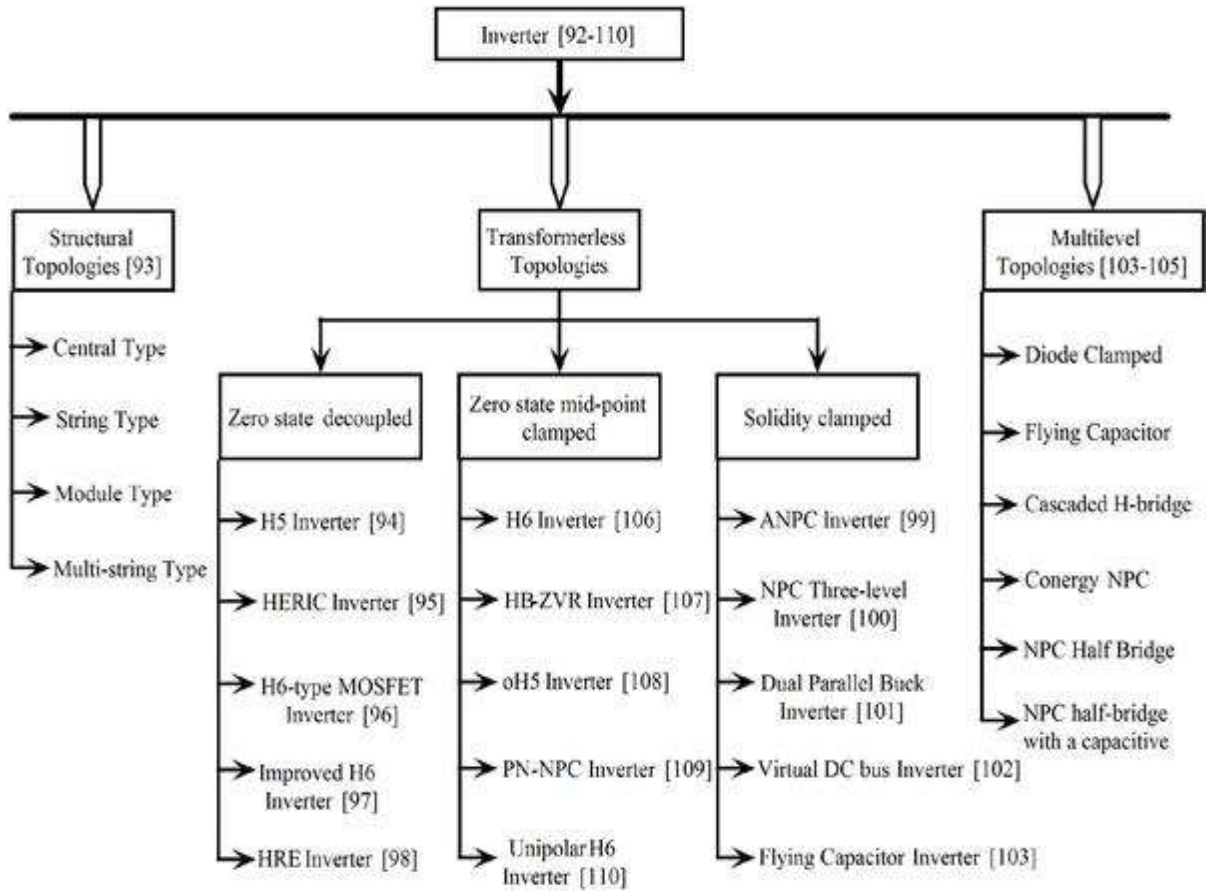 Inverter [92-110]
Structural
Topologies [93]
Central Type
String Type
Module Type
Multi-string Type
Transformerless
Topologies
Zero state decoupled
H5 Inverter [94]
HERIC Inverter [95]
H6-type MOSFET
Inverter [96]
Improved H6
Inverter [97]
HRE Inverter [98]
Zero state mid-point
clamped
H6 Inverter [106]
HB-ZVR Inverter [107]
oH5 Inverter [108]
PN-NPC Inverter [109]
Unipolar H6
Inverter [110]
Solidity clamped
ANPC Inverter [99]
NPC Three-level
Inverter [100]
Dual Parallel Buck
Inverter [101]
Virtual DC bus Inverter [102]
Flying Capacitor Inverter [103]
Multilevel
Topologies [103-105]
Diode Clamped
Flying Capacitor
Cascaded H-bridge
Conergy NPC
NPC Half Bridge
NPC half-bridge
with a capacitive